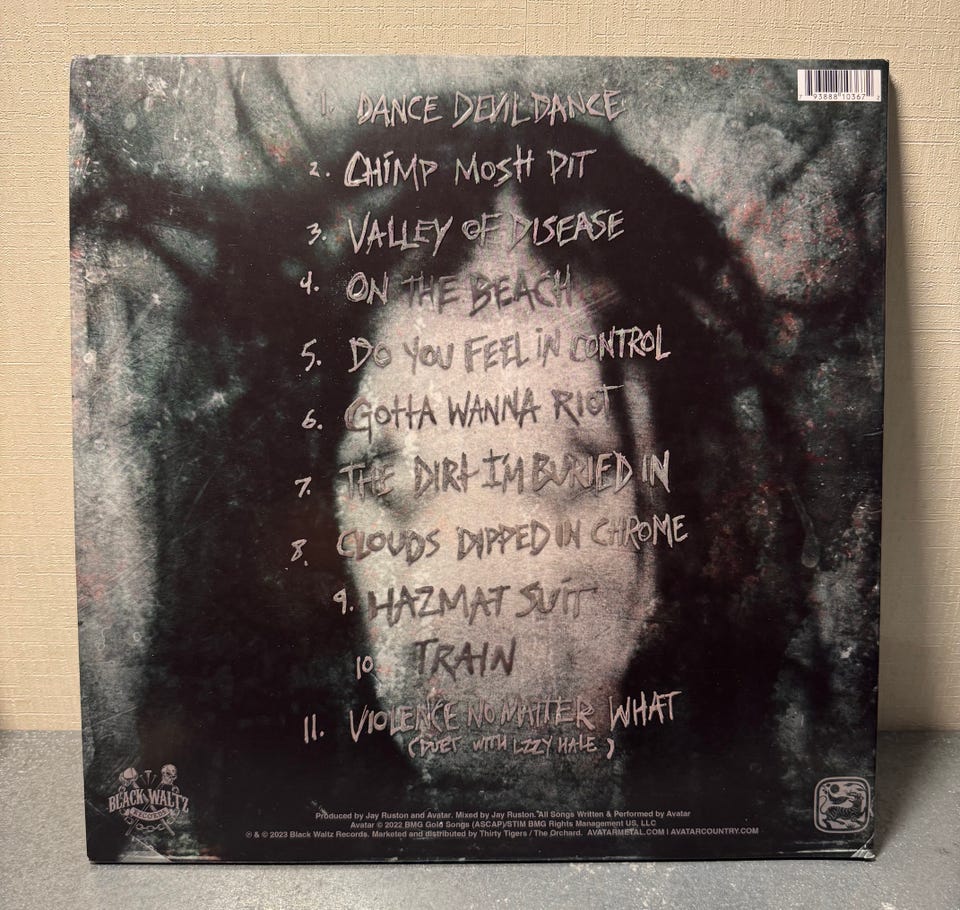 7 93888 10367 2
1. DANCE DEVIL DANCE
2. CHIMP MOSH PIT
3. VALLEY OF DISEASE
4. ON THE BEACH
5. DO YOU FEEL IN CONTROL
6. GOTTA WANNA RIOT
7. THE DIRT I'M BURIED IN
8. CLOUDS DIPPED IN CHROME
9. HAZMAT SUIT
10. TRAIN
11. VIOLENCE NO MATTER WHAT
(DUET WITH LZZY HALE)
BLACK WALTZ
RECORDS
Produced by Jay Ruston and Avatar. Mixed by Jay Ruston. All Songs Written & Performed by Avatar
Avatar © 2022 BMG Gold Songs (ASCAP)/STIM BMG Rights Management US, LLC
℗ & © 2023 Black Waltz Records. Marketed and distributed by Thirty Tigers / The Orchard. AVATARMETAL.COM | AVATARCOUNTRY.COM